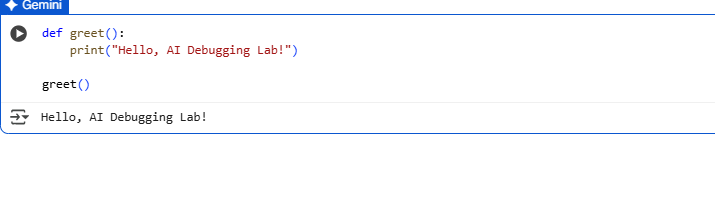 Gemini
def greet():
    print("Hello, AI Debugging Lab!")
greet()
Hello, AI Debugging Lab!